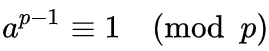 a^{p-1} ≡ 1 (mod p)